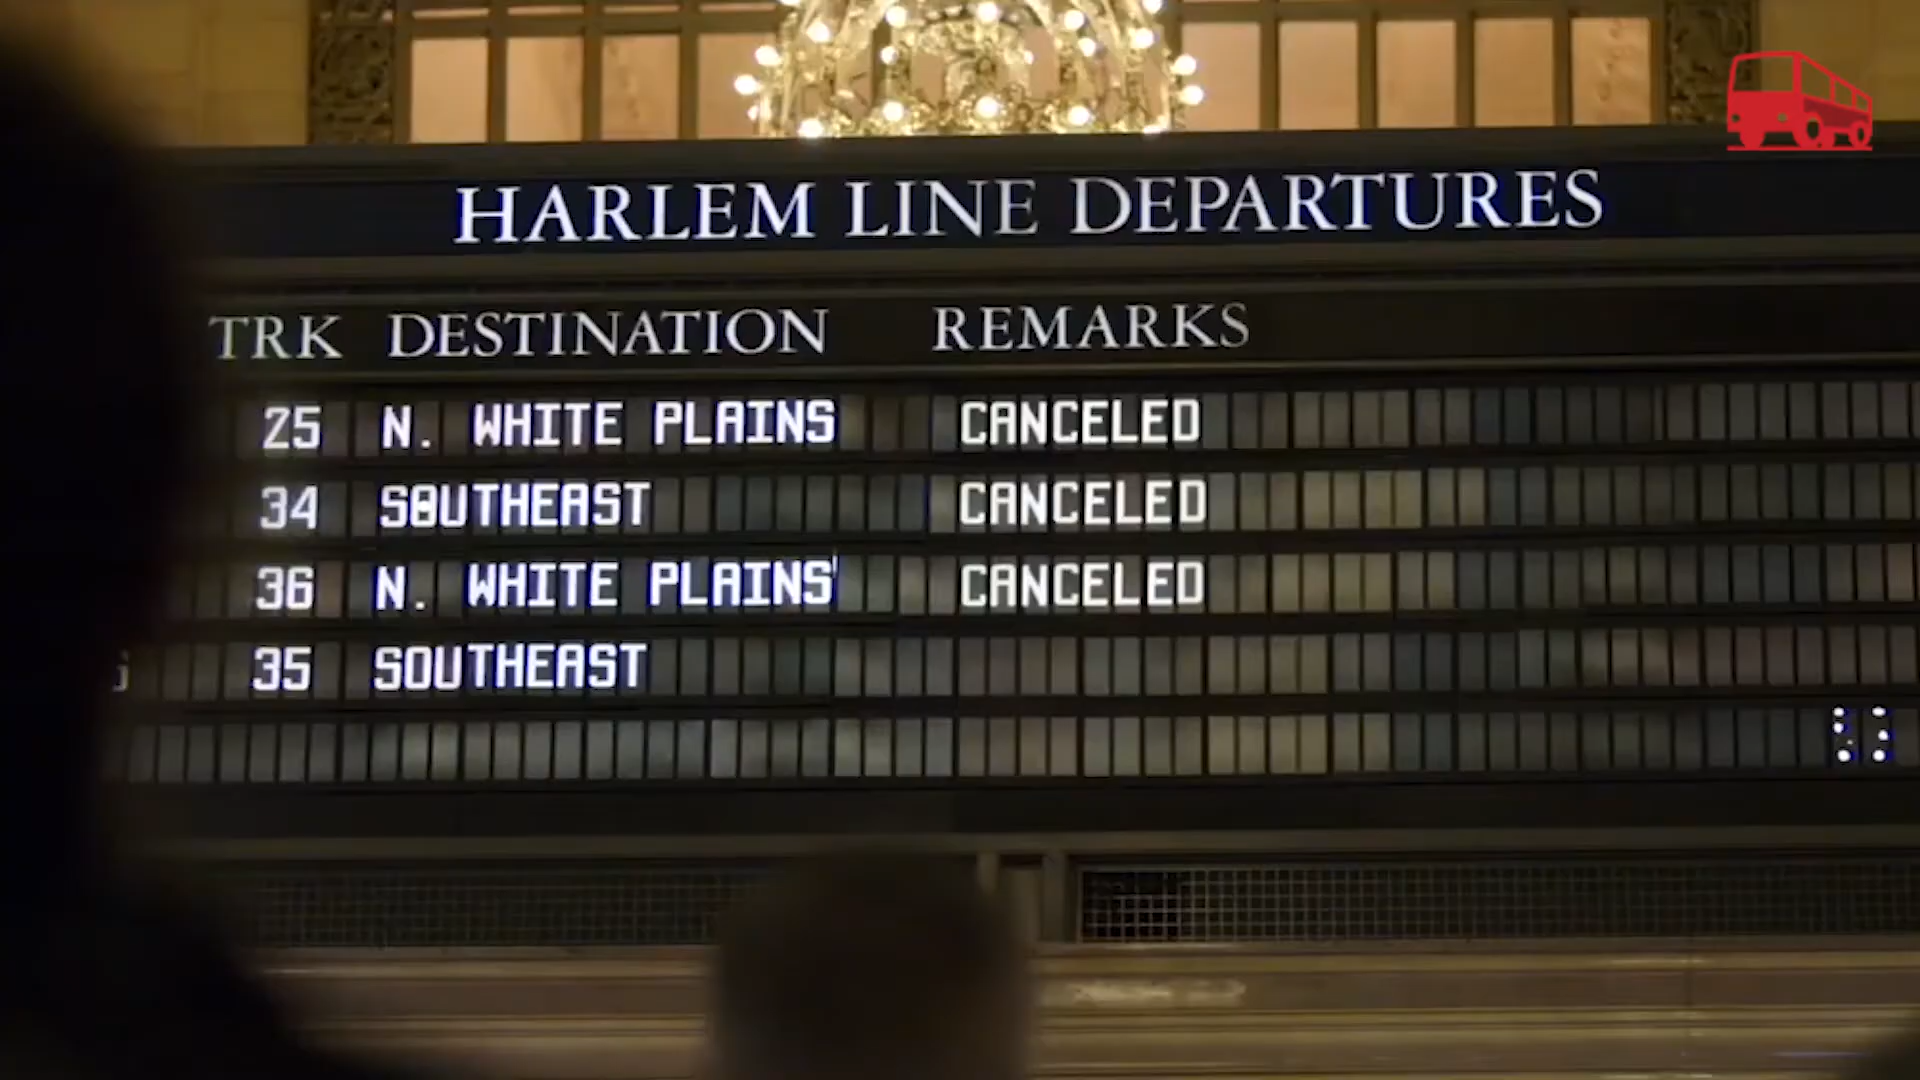 HARLEM LINE DEPARTURES
TRK DESTINATION REMARKS
25 N. WHITE PLAINS CANCELED
34 SOUTHEAST CANCELED
36 N. WHITE PLAINS CANCELED
35 SOUTHEAST